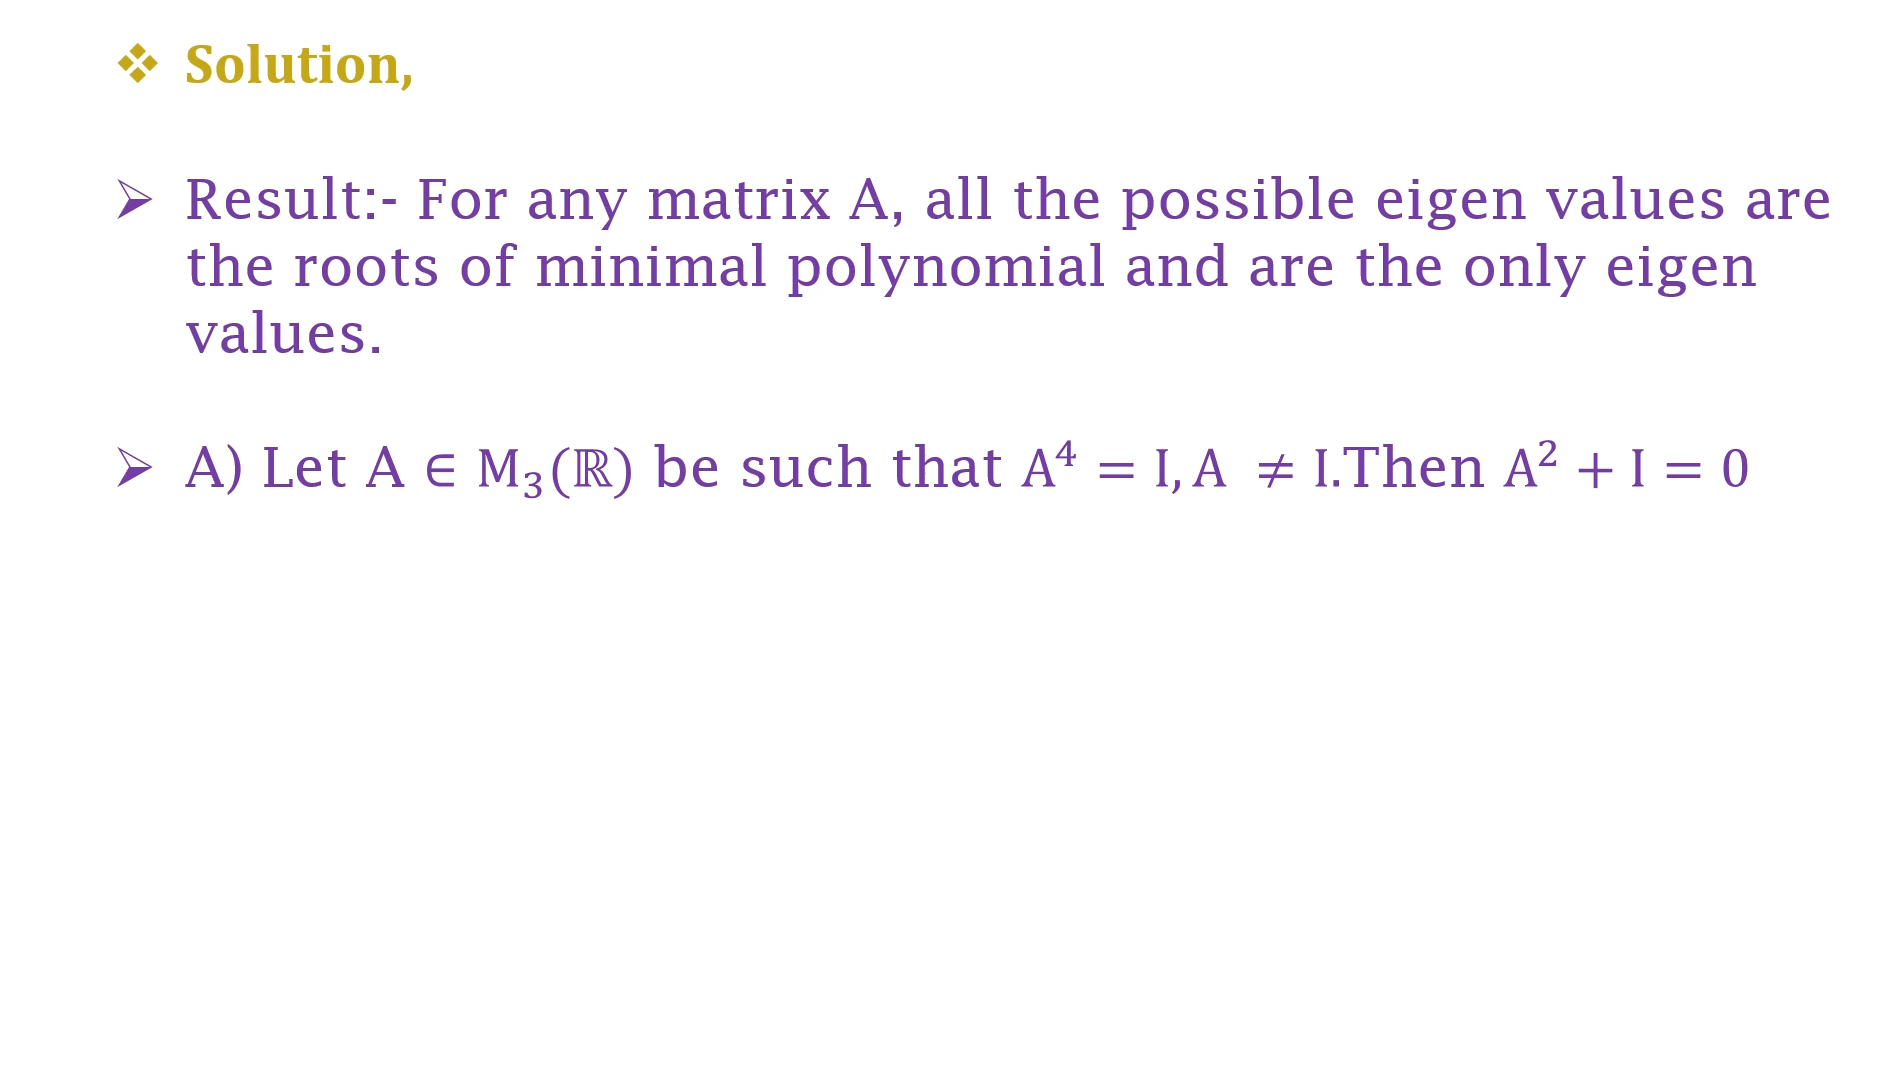 ❖ Solution,
➢ Result:- For any matrix A, all the possible eigen values are
the roots of minimal polynomial and are the only eigen
values.
➢ A) Let A ∈ M₃(ℝ) be such that A⁴ = I, A ≠ I.Then A² + I = 0